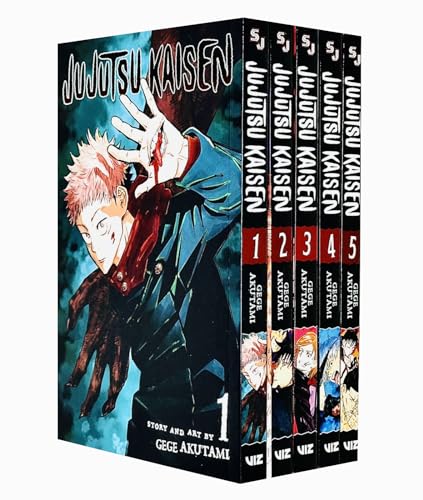 JUJUTSU KAISEN
STORY AND ART BY
GEGE AKUTAMI
1
SJ
JUJUTSU KAISEN
1
GEGE
AKUTAMI
VIZ
SJ
JUJUTSU KAISEN
2
GEGE
AKUTAMI
VIZ
SJ
JUJUTSU KAISEN
3
GEGE
AKUTAMI
VIZ
SJ
JUJUTSU KAISEN
4
GEGE
AKUTAMI
VIZ
SJ
JUJUTSU KAISEN
5
GEGE
AKUTAMI
VIZ